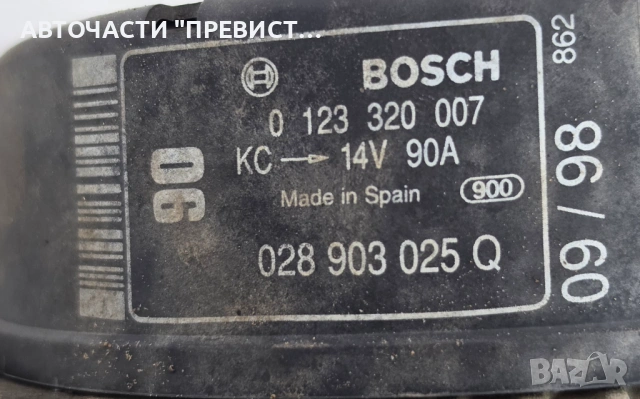 АВТОЧАСТИ "ПРЕВИСТ...
BOSCH
0 123 320 007
KC → 14V 90A
Made in Spain 900
028 903 025 Q
90
09 / 98
862
BAZAR